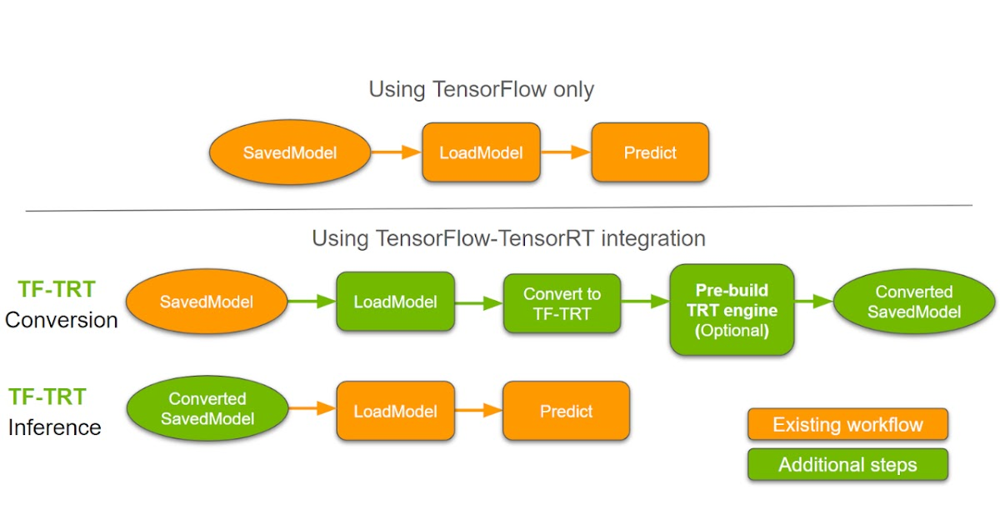 Using TensorFlow only
SavedModel
LoadModel
Predict
Using TensorFlow-TensorRT integration
TF-TRT
Conversion
SavedModel
LoadModel
Convert to
TF-TRT
Pre-build
TRT engine
(Optional)
Converted
SavedModel
TF-TRT
Inference
Converted
SavedModel
LoadModel
Predict
Existing workflow
Additional steps